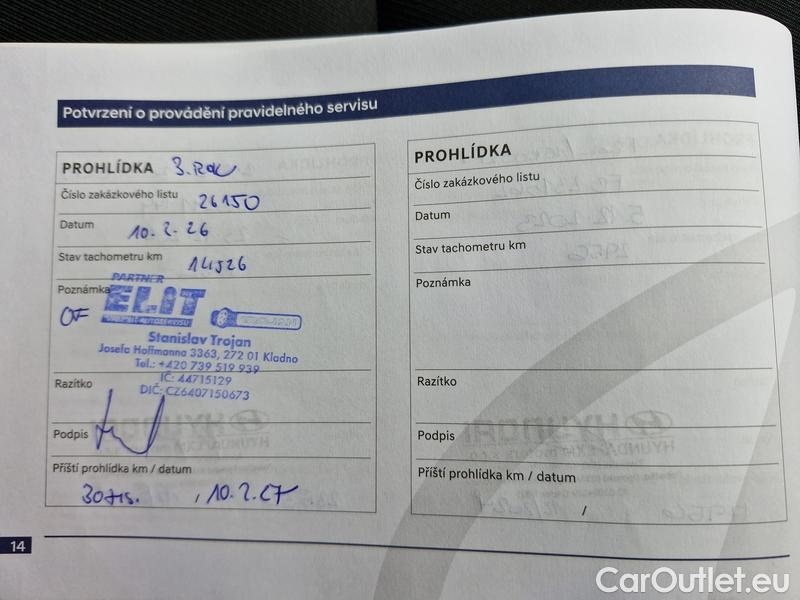 Potvrzení o provádění pravidelného servisu
PROHLÍDKA 3. rok
Číslo zakázkového listu 26150
Datum 10. 2. 26
Stav tachometru km 14526
Poznámka
PARTNER
ELIT
OF
Stanislav Trojan
Josefa Hoffmanna 3363, 272 01 Kladno
Tel.: +420 739 519 939
IČ: 44715129
Razítko
DIČ: CZ6407150673
Podpis
Příští prohlídka km / datum
30 tis. , 10. 2. 27
PROHLÍDKA
Číslo zakázkového listu
Datum
Stav tachometru km
Poznámka
Razítko
Podpis
Příští prohlídka km / datum
/
14
CarOutlet.eu